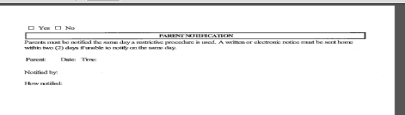 ☐ Yes ☐ No
PARENT NOTIFICATION
Parents must be notified the same day a restrictive procedure is used. A written or electronic notice must be sent home
within two (2) days if unable to notify on the same day.
Parent: Date: Time:
Notified by:
How notified: